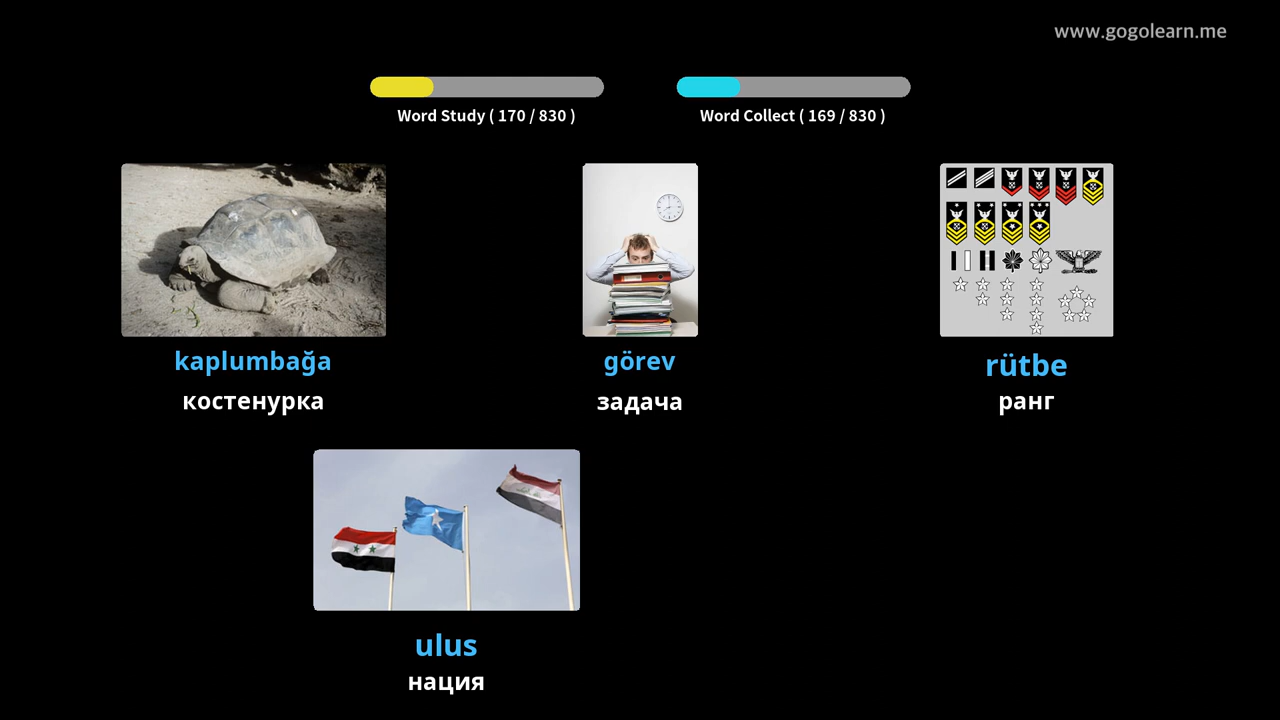 www.gogolearn.me
Word Study ( 170 / 830 )
Word Collect ( 169 / 830 )
kaplumbağa
костенурка
görev
задача
rütbe
ранг
ulus
нация